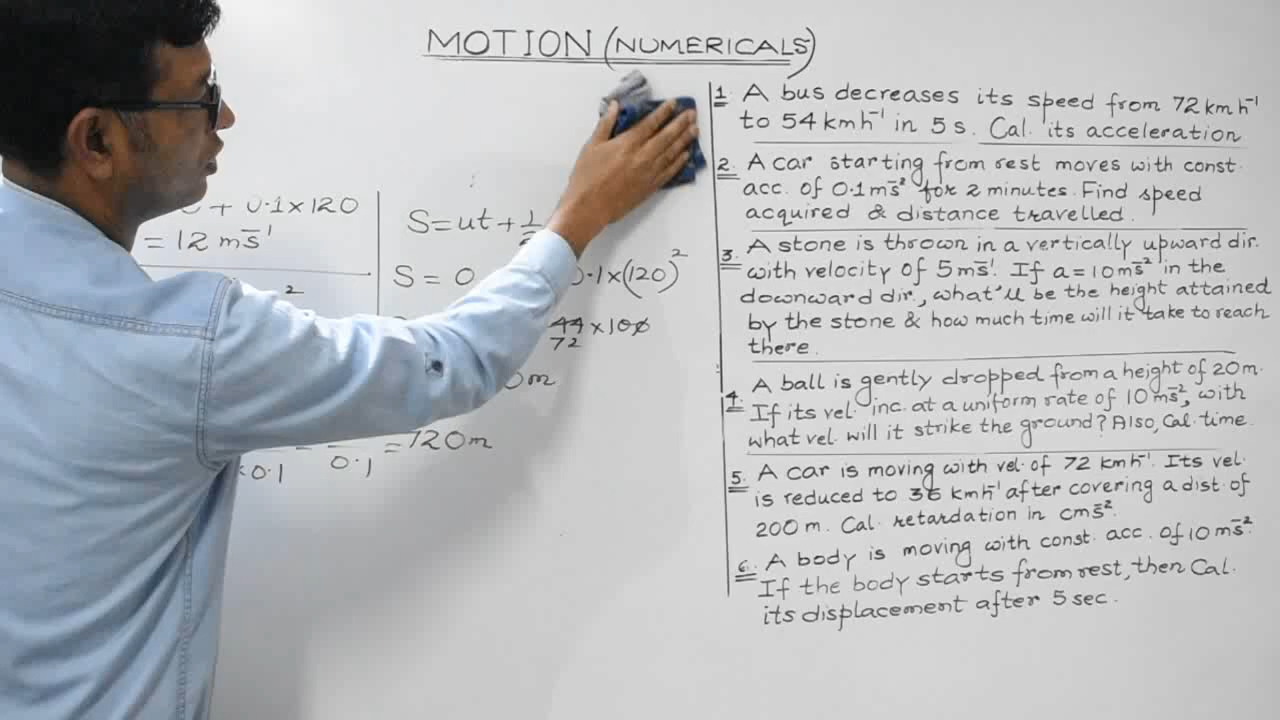 MOTION (NUMERICALS)
0 + 0.1 x 120
= 12 ms⁻¹
2
x 0.1
0.1
= 720m
S = ut + 1
S = 0
0.1 x (120)²
44 x 100
72
0m
1. A bus decreases its speed from 72 km h⁻¹
to 54 km h⁻¹ in 5 s. Cal. its acceleration
2. A car starting from rest moves with const.
acc. of 0.1 ms⁻² for 2 minutes. Find speed
acquired & distance travelled.
3. A stone is thrown in a vertically upward dir.
with velocity of 5 ms⁻¹. If a = 10 ms⁻² in the
downward dir., what'll be the height attained
by the stone & how much time will it take to reach
there.
4. A ball is gently dropped from a height of 20 m.
If its vel. inc. at a uniform rate of 10 ms⁻², with
what vel. will it strike the ground? Also, Cal. time.
5. A car is moving with vel. of 72 km h⁻¹. Its vel.
is reduced to 36 km h⁻¹ after covering a dist. of
200 m. Cal. retardation in cms⁻².
6. A body is moving with const. acc. of 10 ms⁻².
If the body starts from rest, then Cal.
its displacement after 5 sec.